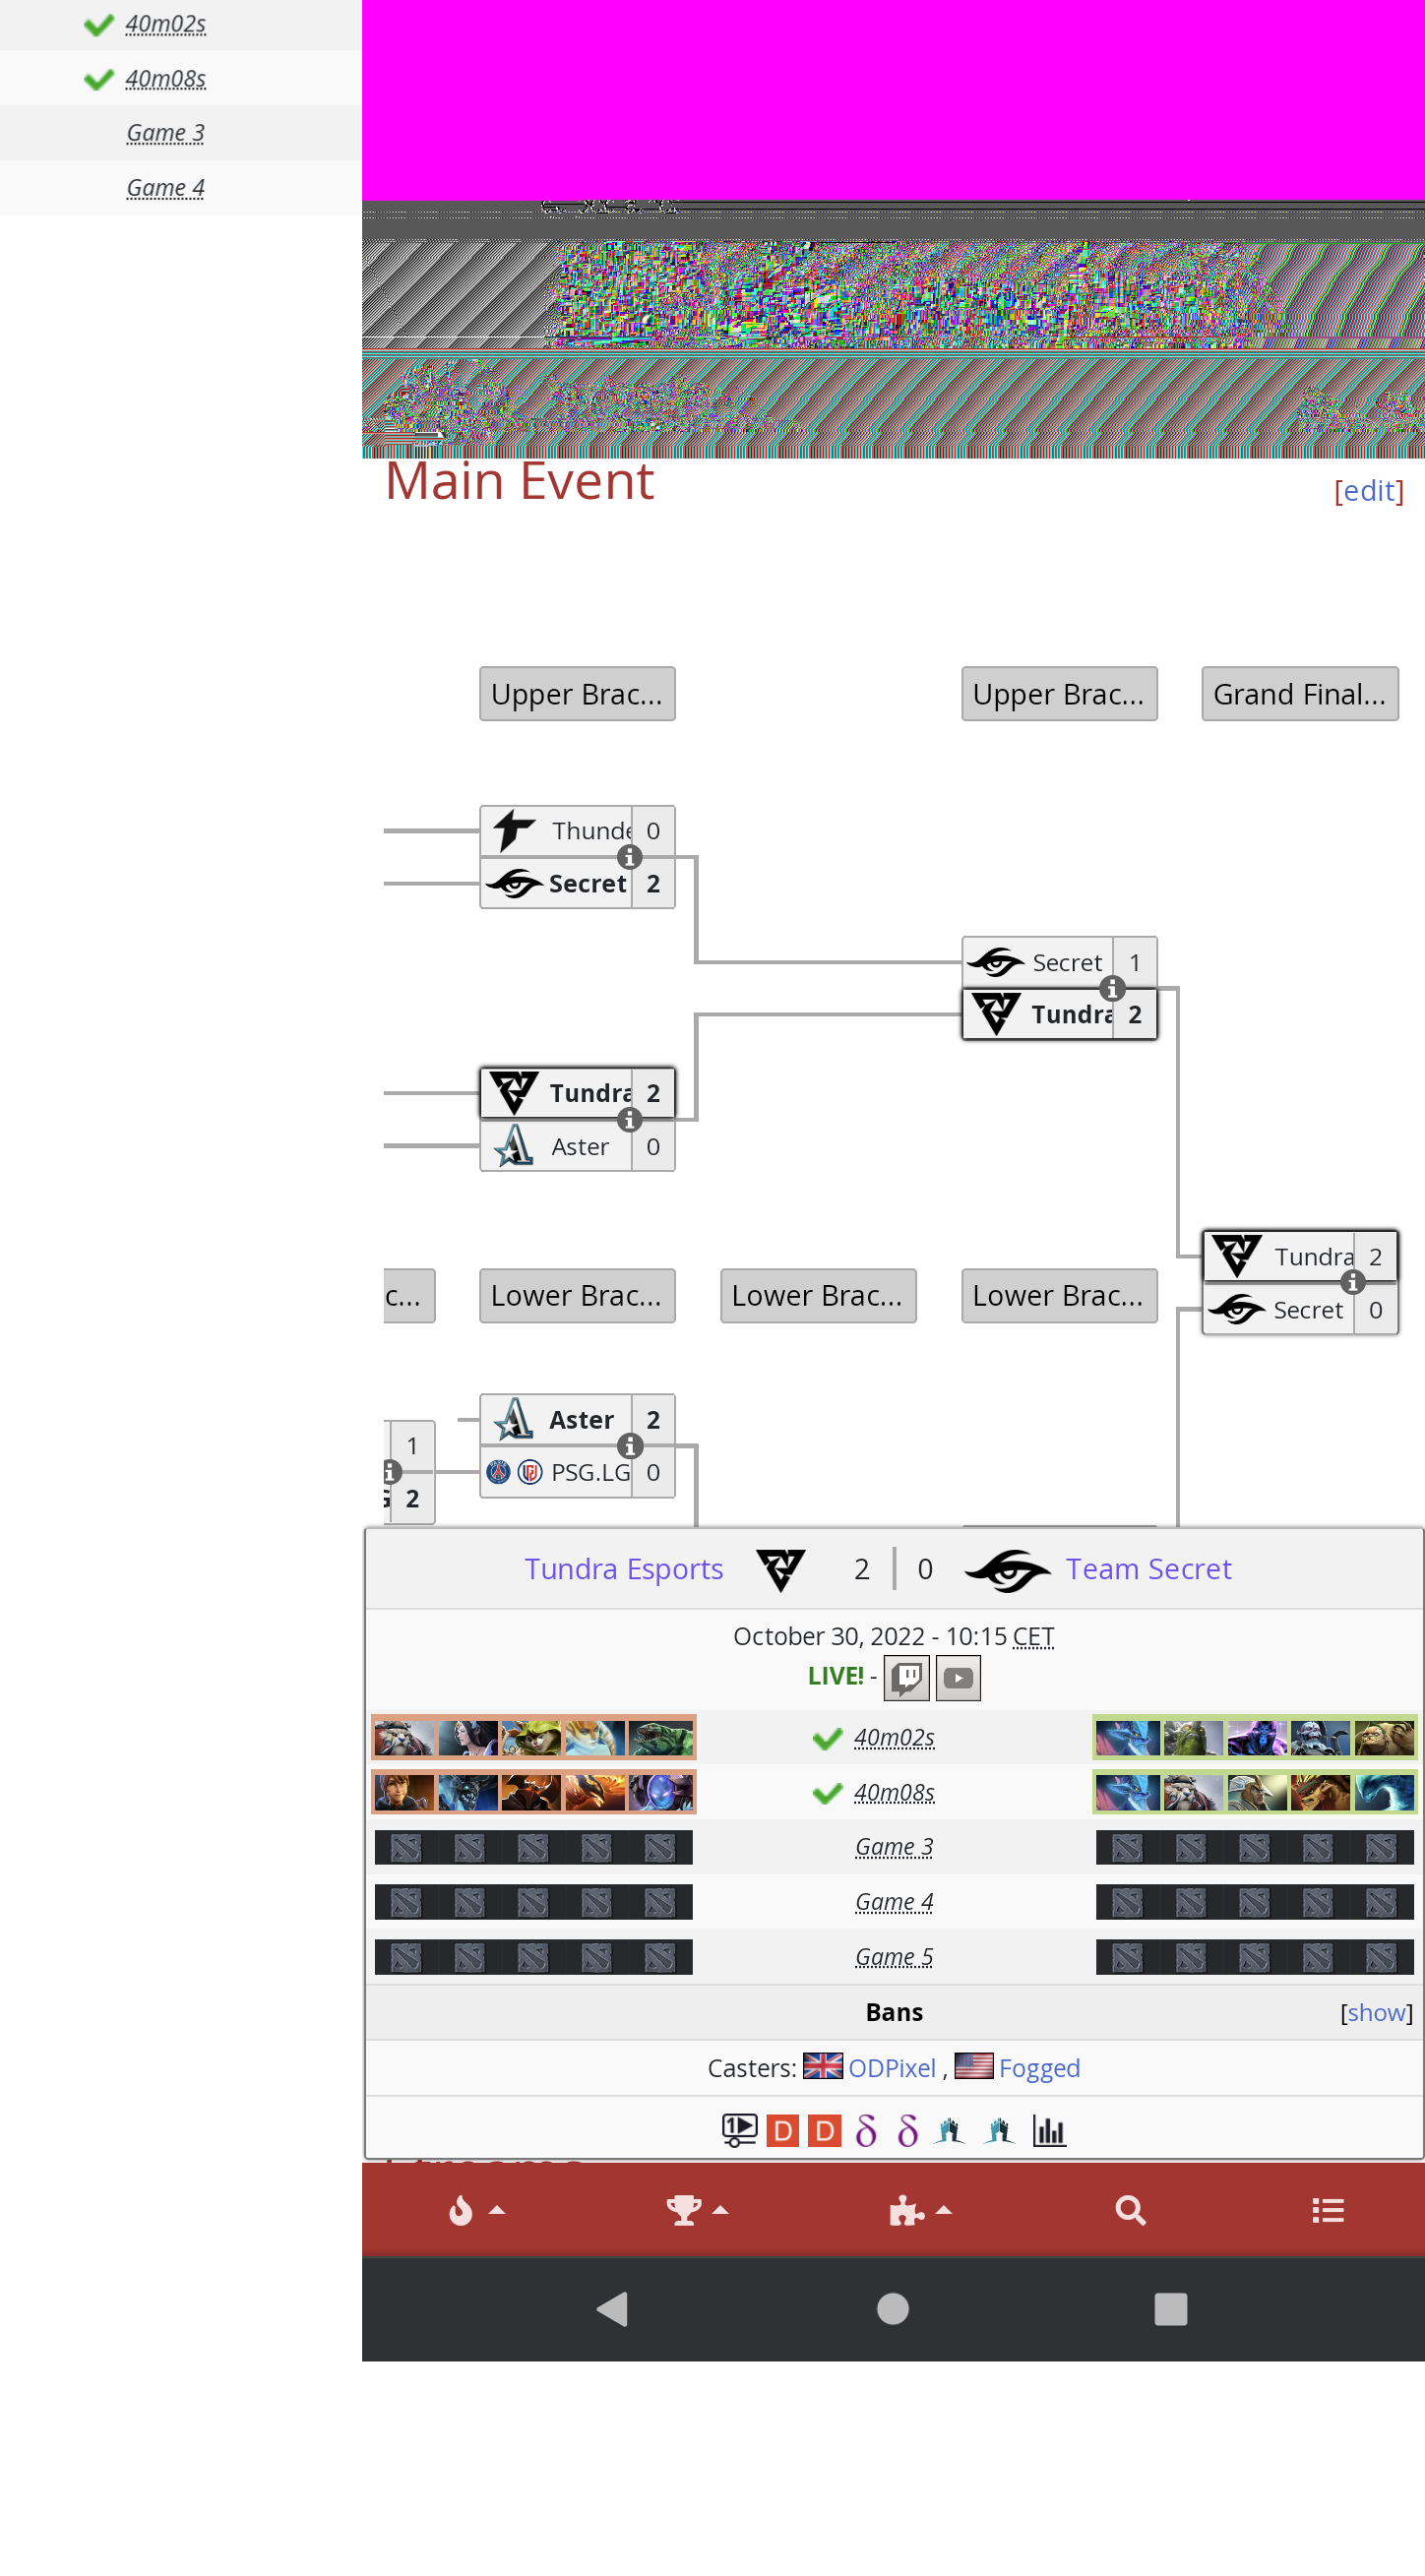 40m02s
40m08s
Game 3
Game 4
Main Event
[edit]
Upper Brac...
Upper Brac...
Grand Final...
Thunde 0
Secret 2
Secret 1
Tundra 2
Tundra 2
Aster 0
Tundra 2
Secret 0
c...
Lower Brac...
Lower Brac...
Lower Brac...
Aster 2
PSG.LG 0
1
2
Tundra Esports 2 0 Team Secret
October 30, 2022 - 10:15 CET
LIVE! -
40m02s
40m08s
Game 3
Game 4
Game 5
Bans [show]
Casters: ODPixel , Fogged
1 D D δ δ